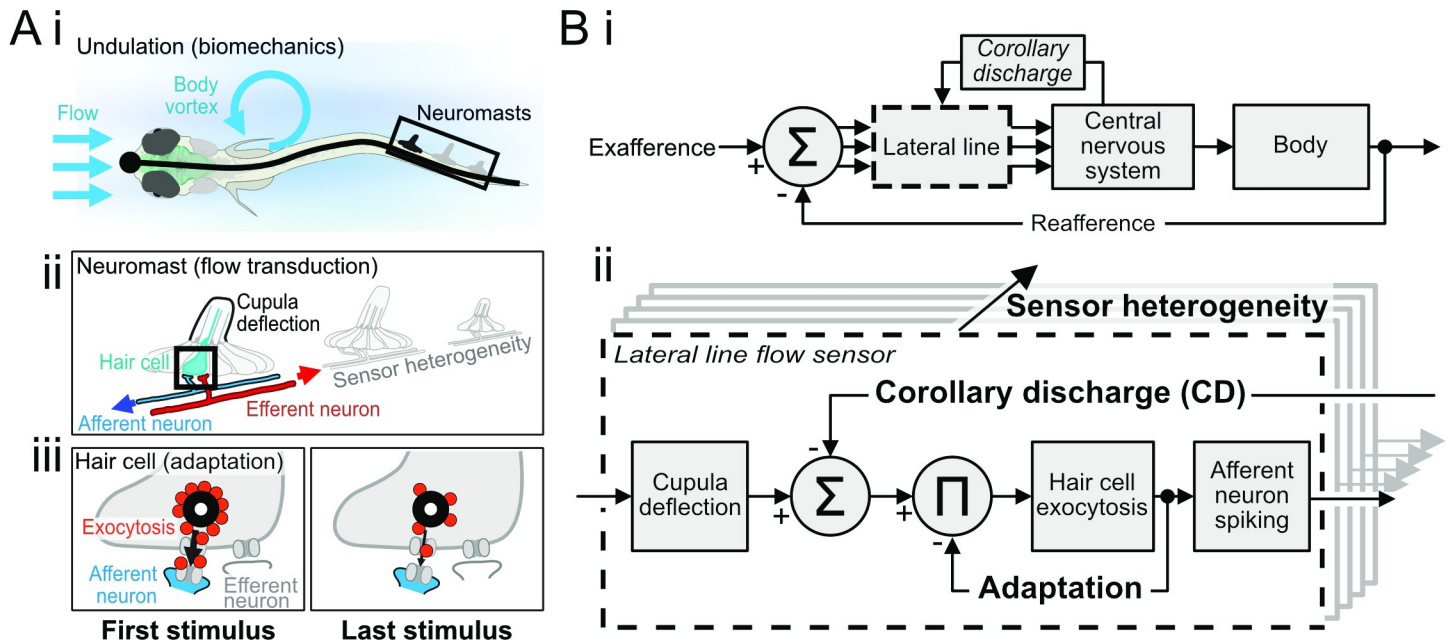 A i
Undulation (biomechanics)
Body
vortex
Flow
Neuromasts
ii
Neuromast (flow transduction)
Cupula
deflection
Hair cell
Sensor heterogeneity
Efferent neuron
Afferent neuron
iii
Hair cell (adaptation)
Exocytosis
Afferent
neuron
Efferent
neuron
First stimulus
Last stimulus
B i
Corollary
discharge
Exafference
+
Σ
-
Lateral line
Central
nervous
system
Body
Reafference
ii
Sensor heterogeneity
Lateral line flow sensor
Corollary discharge (CD)
-
Cupula
deflection
+
Σ
+
Π
-
Hair cell
exocytosis
Afferent
neuron
spiking
Adaptation